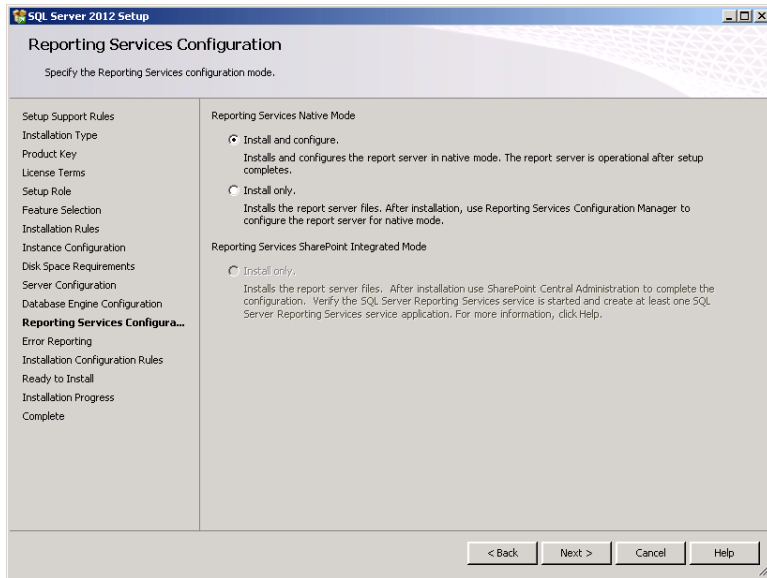 SQL Server 2012 Setup
Reporting Services Configuration
Specify the Reporting Services configuration mode.
Setup Support Rules
Installation Type
Product Key
License Terms
Setup Role
Feature Selection
Installation Rules
Instance Configuration
Disk Space Requirements
Server Configuration
Database Engine Configuration
Reporting Services Configura...
Error Reporting
Installation Configuration Rules
Ready to Install
Installation Progress
Complete
Reporting Services Native Mode
Install and configure.
Installs and configures the report server in native mode. The report server is operational after setup
completes.
Install only.
Installs the report server files. After installation, use Reporting Services Configuration Manager to
configure the report server for native mode.
Reporting Services SharePoint Integrated Mode
Install only.
Installs the report server files. After installation use SharePoint Central Administration to complete the
configuration. Verify the SQL Server Reporting Services service is started and create at least one SQL
Server Reporting Services service application. For more information, click Help.
< Back
Next >
Cancel
Help